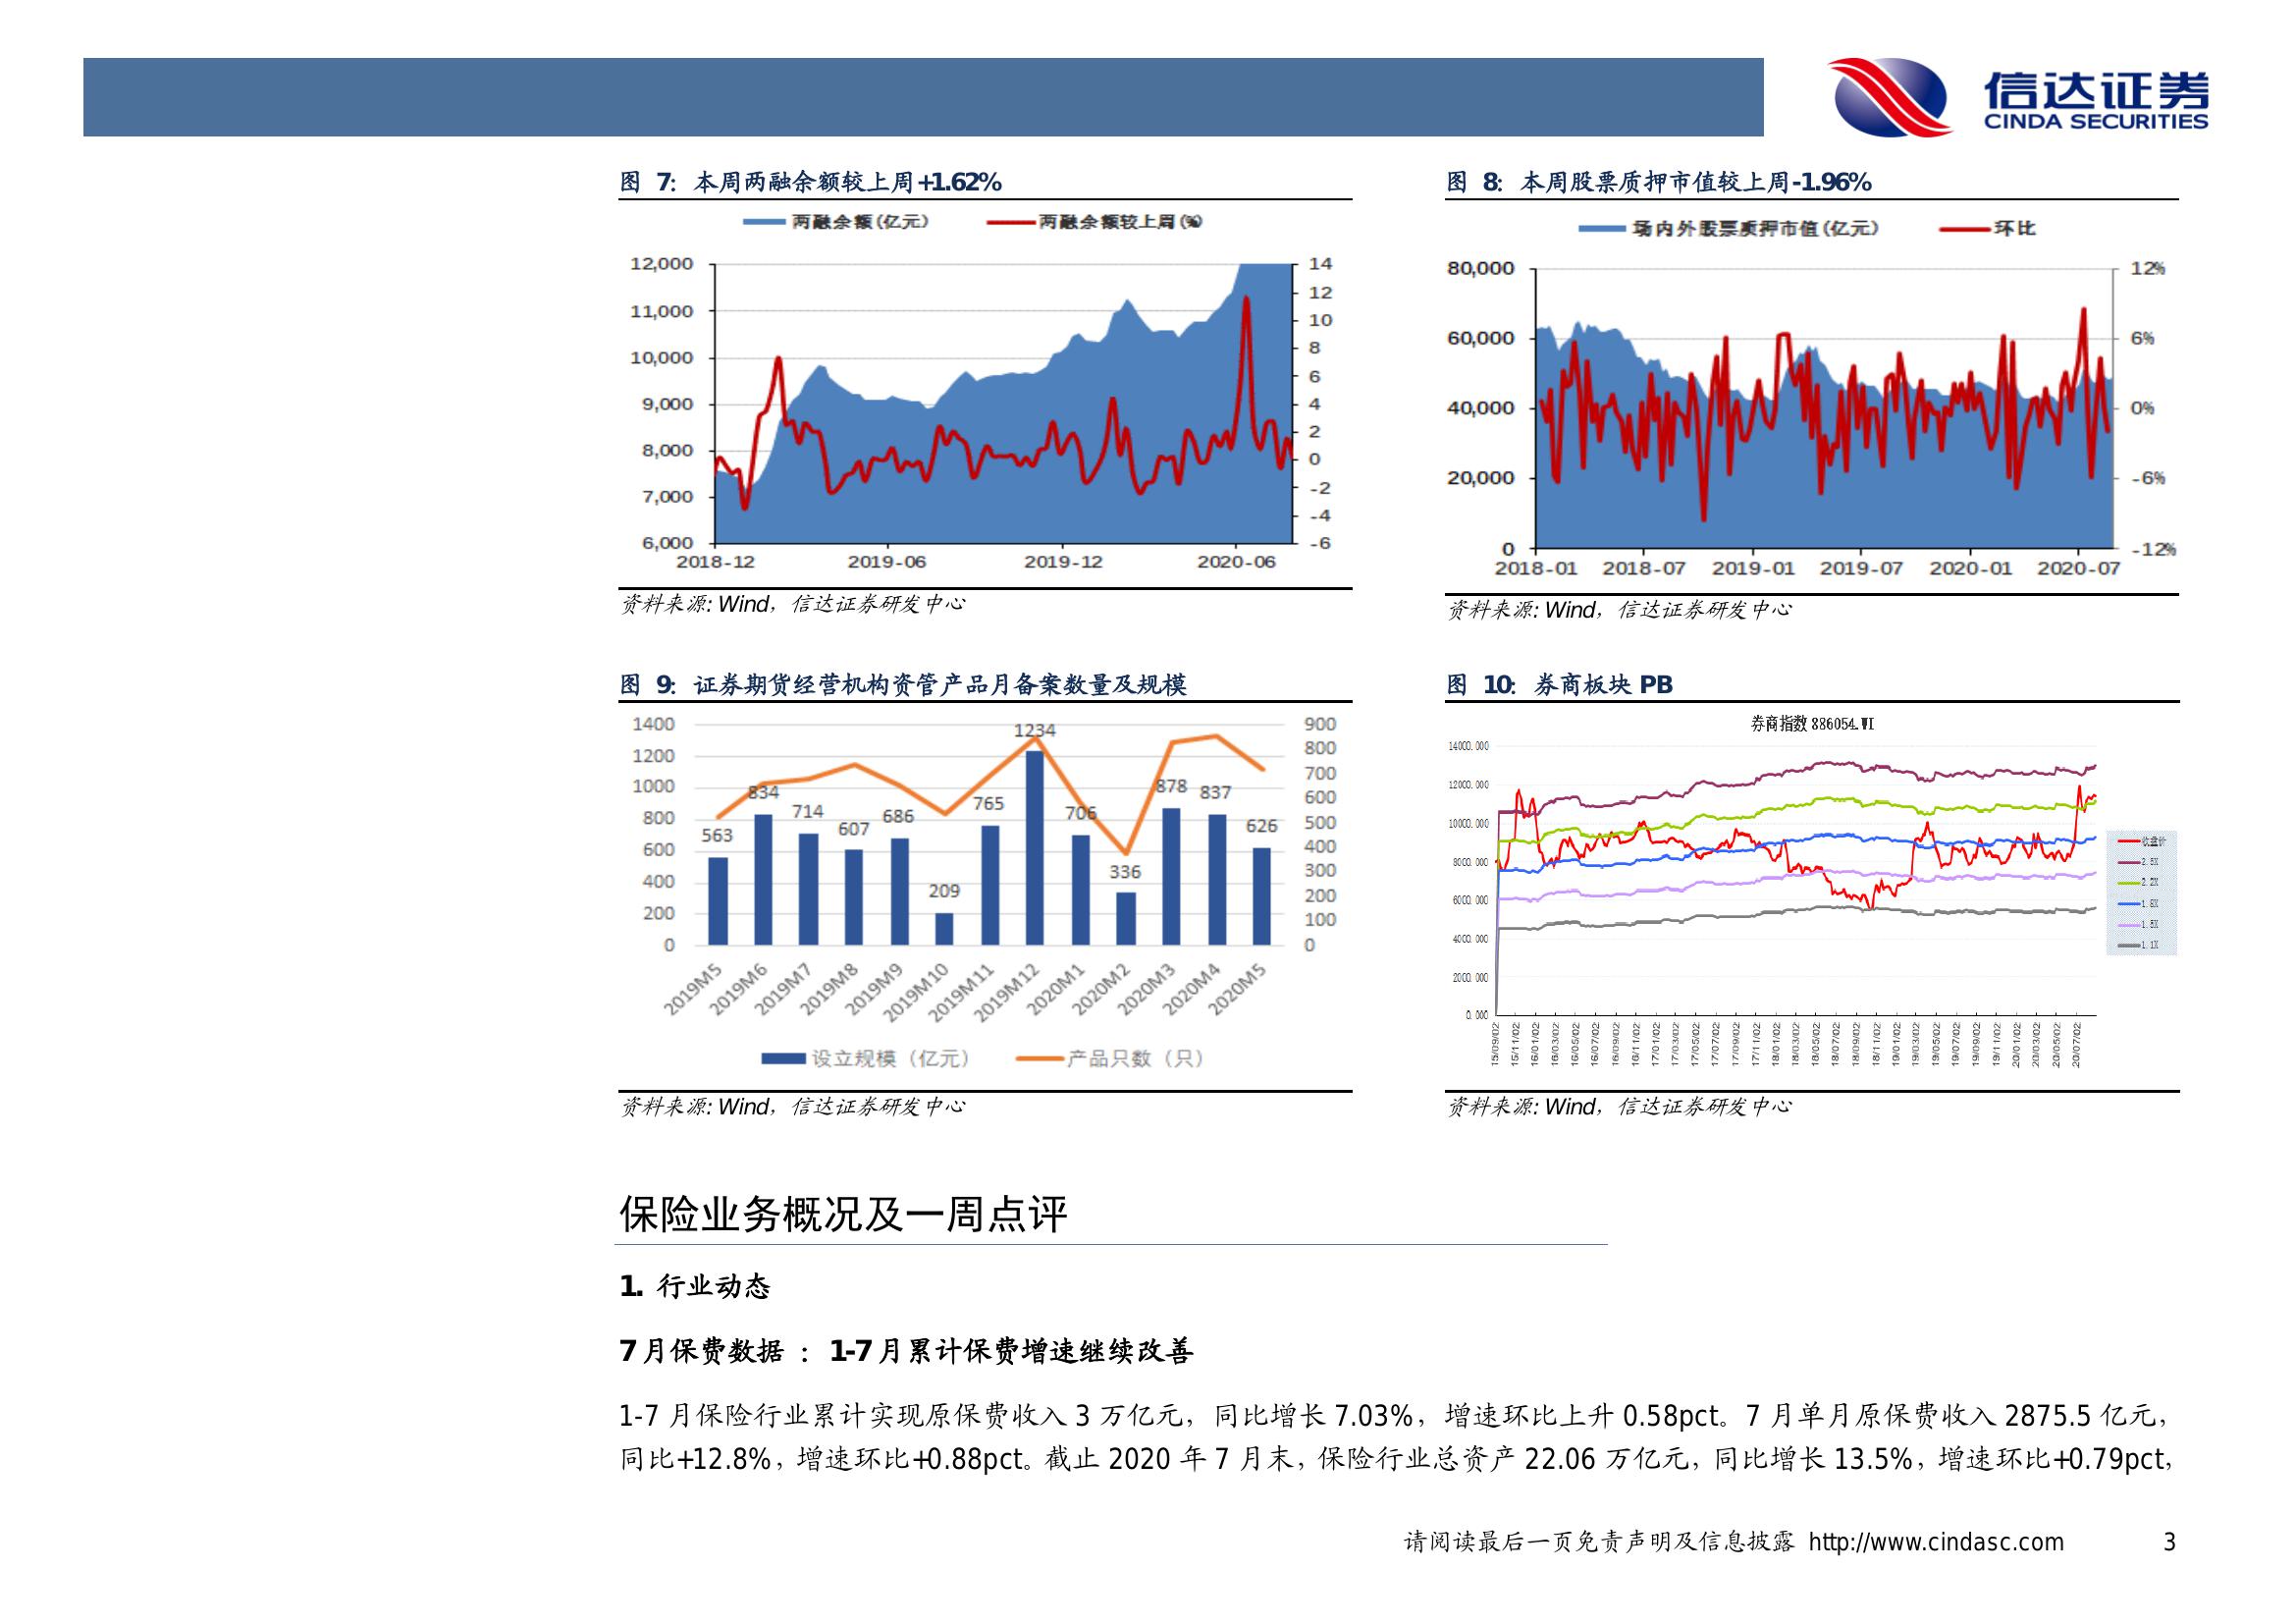 信达证券
CINDA SECURITIES
图 7：本周两融余额较上周+1.62%
两融余额(亿元) 两融余额较上周(%)
12,000
11,000
10,000
9,000
8,000
7,000
6,000
14
12
10
8
6
4
2
0
-2
-4
-6
2018-12 2019-06 2019-12 2020-06
资料来源: Wind，信达证券研发中心
图 8：本周股票质押市值较上周-1.96%
场内外股票质押市值(亿元) 环比
80,000
60,000
40,000
20,000
0
12%
6%
0%
-6%
-12%
2018-01 2018-07 2019-01 2019-07 2020-01 2020-07
资料来源: Wind，信达证券研发中心
图 9：证券期货经营机构资管产品月备案数量及规模
1400
1200
1000
800
600
400
200
0
900
800
700
600
500
400
300
200
100
0
563 834 714 607 686 209 765 1234 706 336 878 837 626
2019M5 2019M6 2019M7 2019M8 2019M9 2019M10 2019M11 2019M12 2020M1 2020M2 2020M3 2020M4 2020M5
设立规模（亿元） 产品只数（只）
资料来源: Wind，信达证券研发中心
图 10：券商板块 PB
券商指数 886054.WI
14000.000
12000.000
10000.000
8000.000
6000.000
4000.000
2000.000
0.000
15/09/02 15/11/02 16/01/02 16/03/02 16/05/02 16/07/02 16/09/02 16/11/02 17/01/02 17/03/02 17/05/02 17/07/02 17/09/02 17/11/02 18/01/02 18/03/02 18/05/02 18/07/02 18/09/02 18/11/02 19/01/02 19/03/02 19/05/02 19/07/02 19/09/02 19/11/02 20/01/02 20/03/02 20/05/02 20/07/02
收盘价
2.5X
2.2X
1.8X
1.5X
1.1X
资料来源: Wind，信达证券研发中心
保险业务概况及一周点评
1. 行业动态
7 月保费数据 ： 1-7 月累计保费增速继续改善
1-7 月保险行业累计实现原保费收入 3 万亿元，同比增长 7.03%，增速环比上升 0.58pct。7 月单月原保费收入 2875.5 亿元，
同比+12.8%，增速环比+0.88pct。截止 2020 年 7 月末，保险行业总资产 22.06 万亿元，同比增长 13.5%，增速环比+0.79pct，
请阅读最后一页免责声明及信息披露 http://www.cindasc.com 3